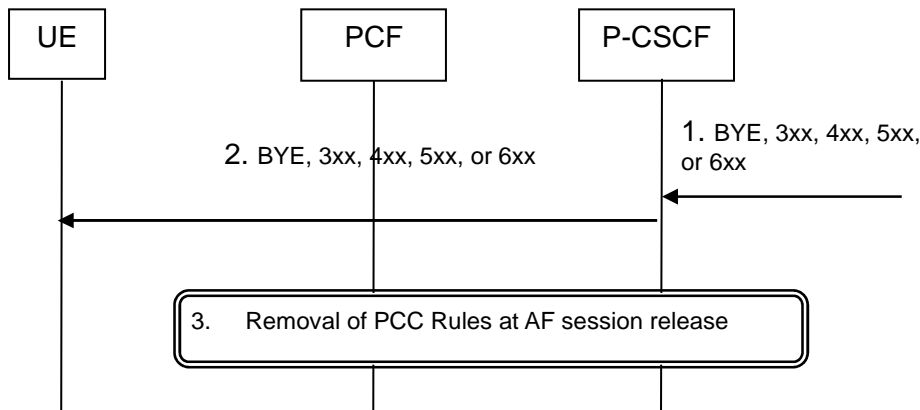 UE
PCF
P-CSCF
1. BYE, 3xx, 4xx, 5xx,
or 6xx
2. BYE, 3xx, 4xx, 5xx, or 6xx
3. Removal of PCC Rules at AF session release